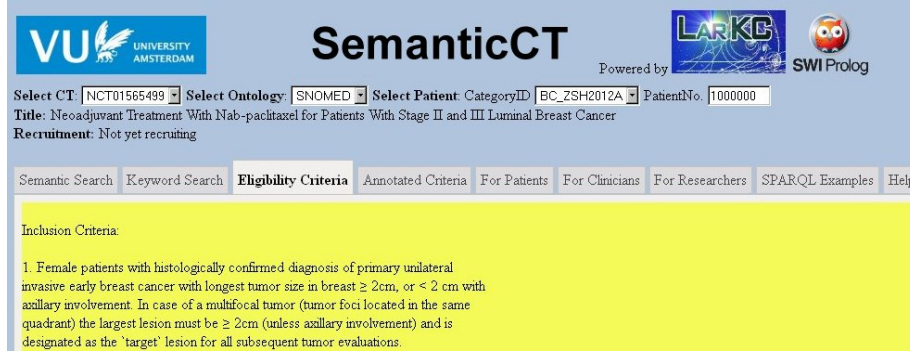 VU UNIVERSITY AMSTERDAM
SemanticCT
Powered by LarKC SWI Prolog
Select CT: NCT01565499 Select Ontology: SNOMED Select Patient: CategoryID BC_ZSH2012A PatientNo. 1000000
Title: Neoadjuvant Treatment With Nab-paclitaxel for Patients With Stage II and III Luminal Breast Cancer
Recruitment: Not yet recruiting
Semantic Search Keyword Search Eligibility Criteria Annotated Criteria For Patients For Clinicians For Researchers SPARQL Examples Help
Inclusion Criteria:
1. Female patients with histologically confirmed diagnosis of primary unilateral
invasive early breast cancer with longest tumor size in breast ≥ 2cm, or < 2 cm with
axillary involvement. In case of a multifocal tumor (tumor foci located in the same
quadrant) the largest lesion must be ≥ 2cm (unless axillary involvement) and is
designated as the `target` lesion for all subsequent tumor evaluations.